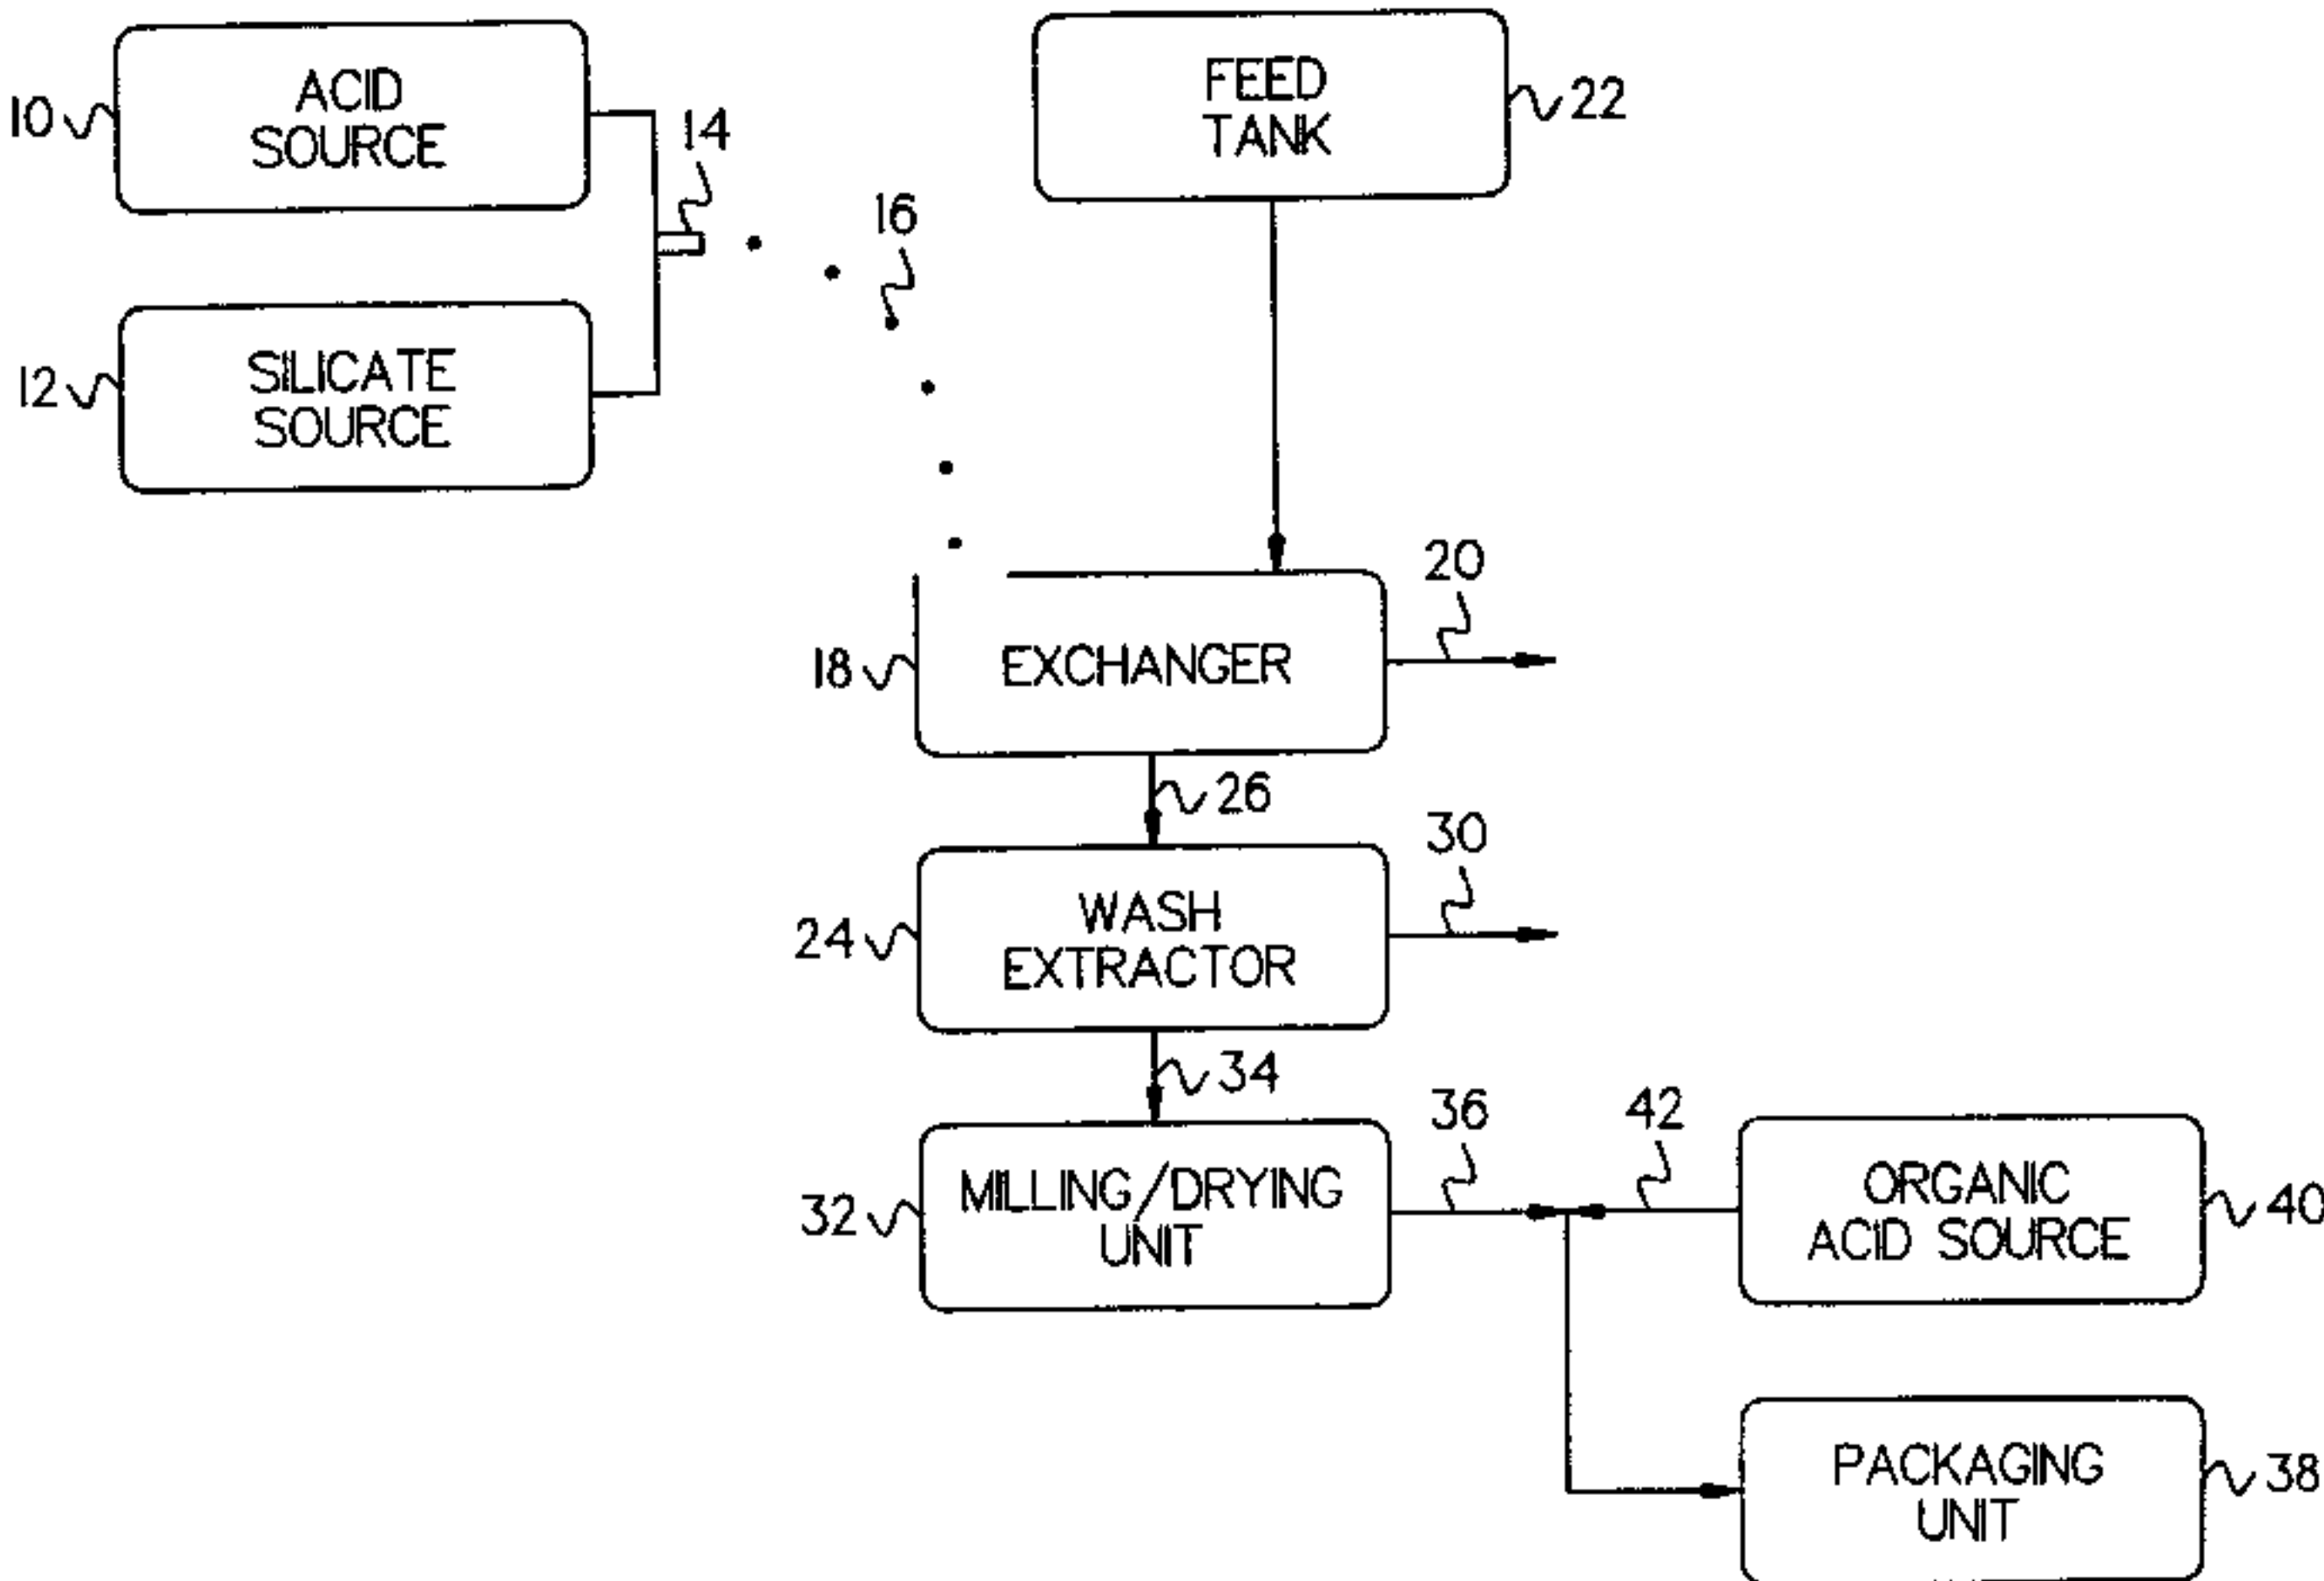 10
ACID
SOURCE
14
12
SILICATE
SOURCE
16
FEED
TANK
22
18
EXCHANGER
20
26
24
WASH
EXTRACTOR
30
34
32
MILLING/DRYING
UNIT
36
42
ORGANIC
ACID SOURCE
40
PACKAGING
UNIT
38